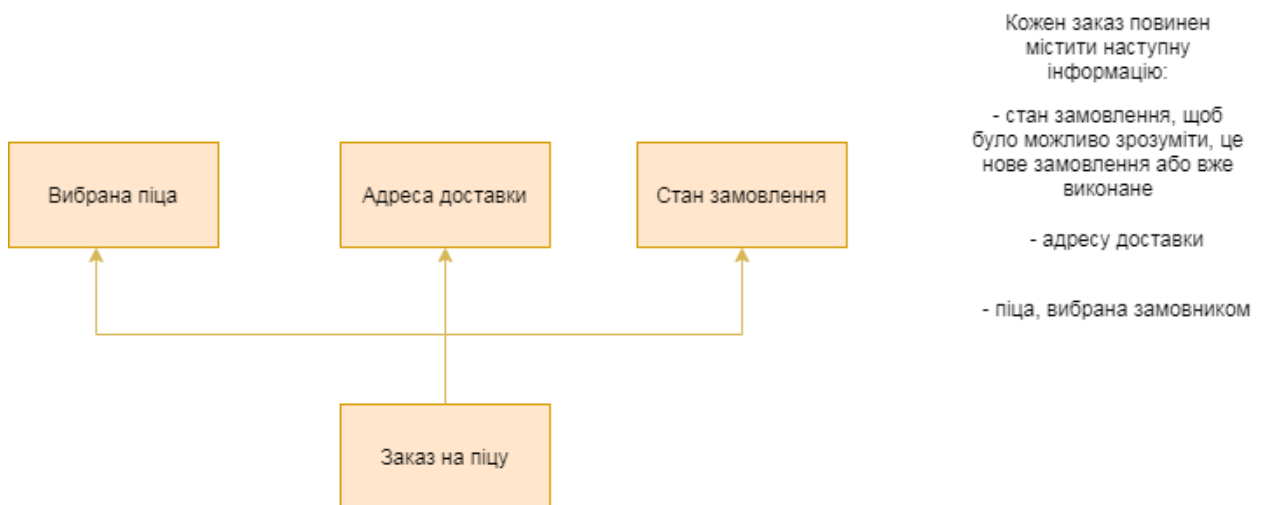 Кожен заказ повинен
містити наступну
інформацію:
- стан замовлення, щоб
було можливо зрозуміти, це
нове замовлення або вже
виконане
- адресу доставки
- піца, вибрана замовником
Вибрана піца
Адреса доставки
Стан замовлення
Заказ на піцу